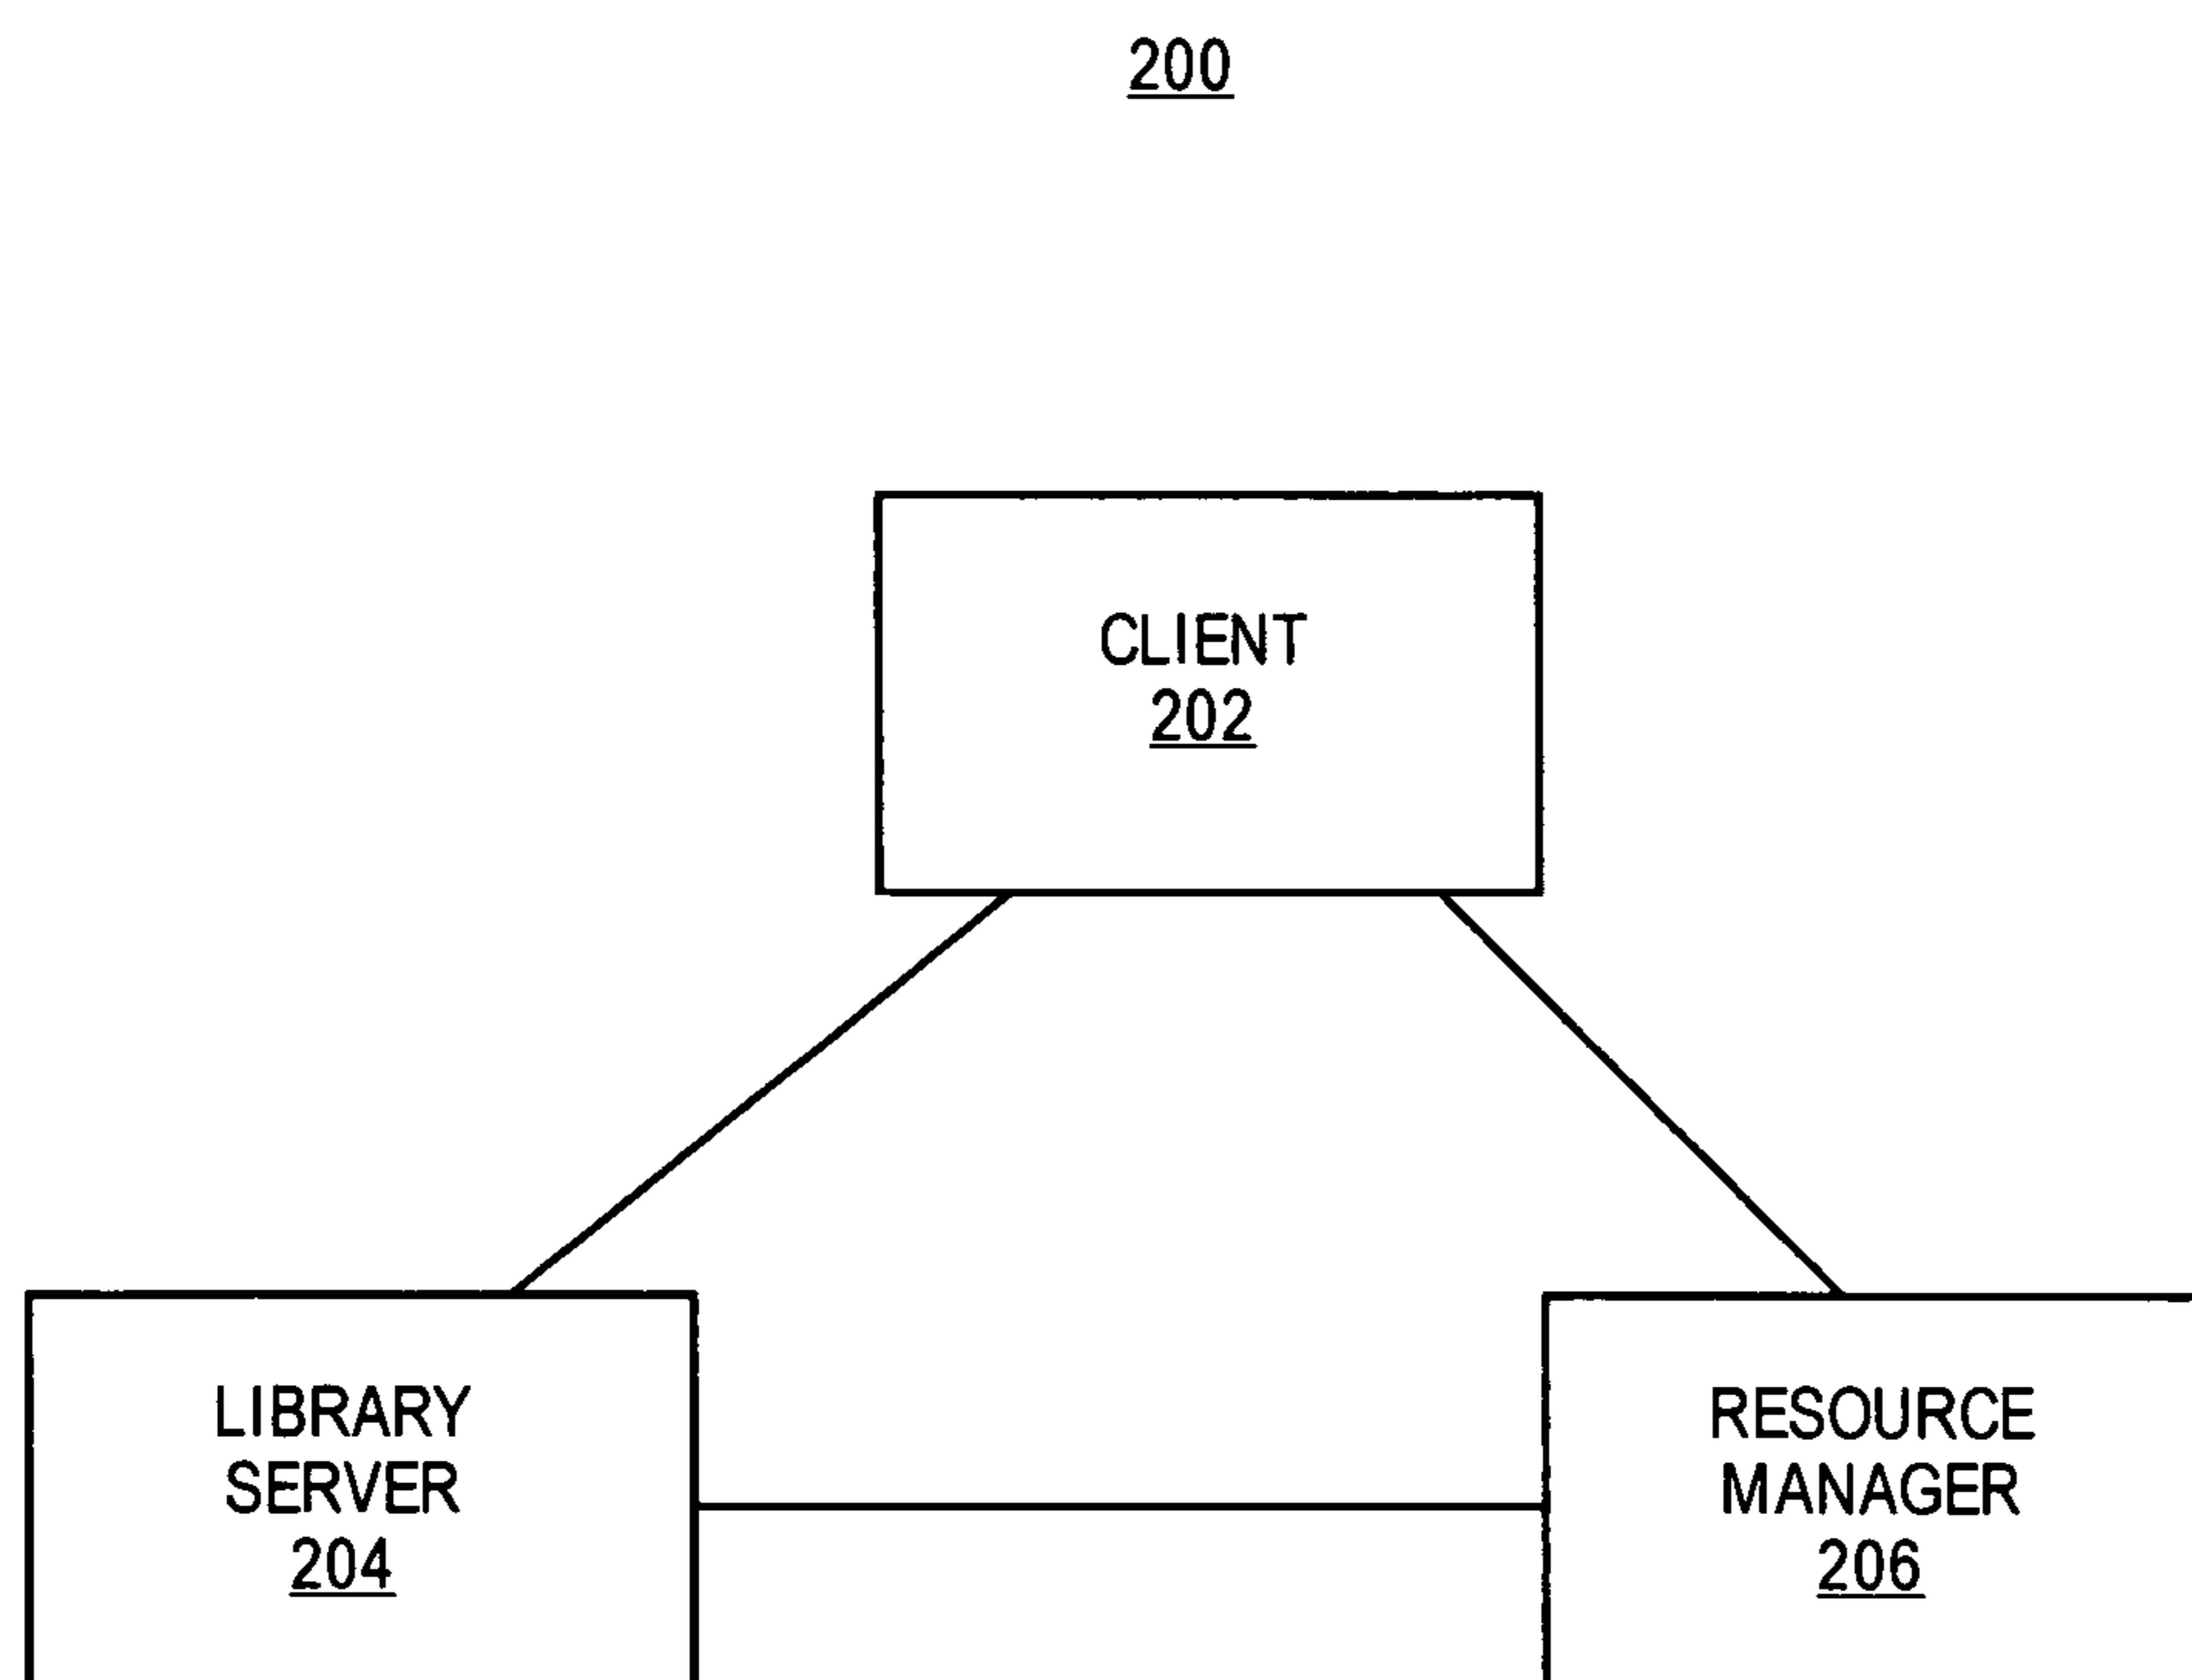 200
CLIENT
202
LIBRARY
SERVER
204
RESOURCE
MANAGER
206